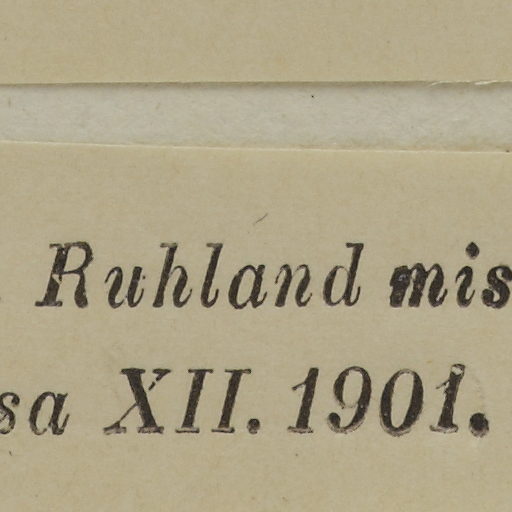 . Ruhland mis
sa XII. 1901.